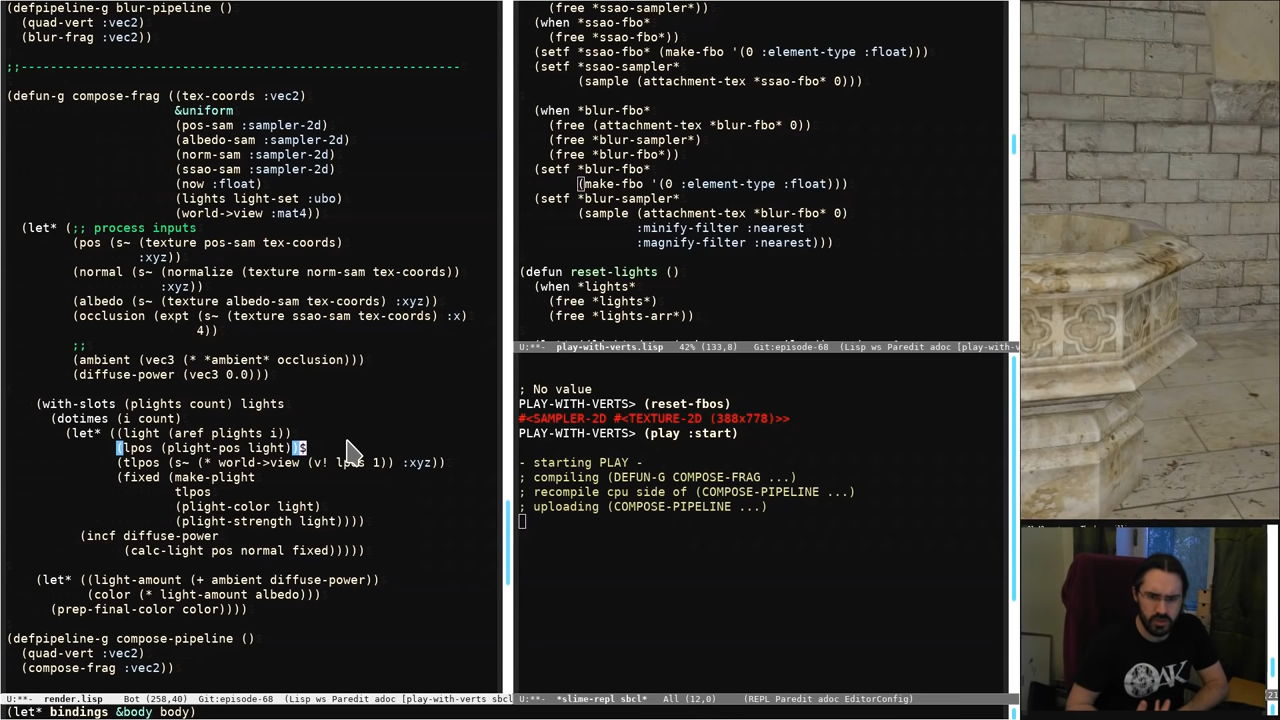 (defpipeline-g blur-pipeline ()
  (quad-vert :vec2)
  (blur-frag :vec2))
;;------------------------------------------------------------
(defun-g compose-frag ((tex-coords :vec2)
                       &uniform
                       (pos-sam :sampler-2d)
                       (albedo-sam :sampler-2d)
                       (norm-sam :sampler-2d)
                       (ssao-sam :sampler-2d)
                       (now :float)
                       (lights light-set :ubo)
                       (world->view :mat4))
  (let* (;; process inputs
         (pos (s~ (texture pos-sam tex-coords)
                  :xyz))
         (normal (s~ (normalize (texture norm-sam tex-coords))
                     :xyz))
         (albedo (s~ (texture albedo-sam tex-coords) :xyz))
         (occlusion (expt (s~ (texture ssao-sam tex-coords) :x)
                          4))
         ;;
         (ambient (vec3 (* *ambient* occlusion)))
         (diffuse-power (vec3 0.0)))
    (with-slots (plights count) lights
      (dotimes (i count)
        (let* ((light (aref plights i))
               (lpos (plight-pos light))$
               (tlpos (s~ (* world->view (v! lpos 1)) :xyz))
               (fixed (make-plight
                       tlpos
                       (plight-color light)
                       (plight-strength light))))
          (incf diffuse-power
                (calc-light pos normal fixed)))))
    (let* ((light-amount (+ ambient diffuse-power))
           (color (* light-amount albedo)))
      (prep-final-color color))))
(defpipeline-g compose-pipeline ()
  (quad-vert :vec2)
  (compose-frag :vec2))
U:**-  render.lisp    Bot (258,40)  Git:episode-68  (Lisp ws Paredit adoc [play-with-verts sbcl
(let* bindings &body body)
    (free *ssao-sampler*)
  (when *ssao-fbo*
    (free *ssao-fbo*))
  (setf *ssao-fbo* (make-fbo '(0 :element-type :float)))
  (setf *ssao-sampler*
        (sample (attachment-tex *ssao-fbo* 0)))
  (when *blur-fbo*
    (free (attachment-tex *blur-fbo* 0))
    (free *blur-sampler*)
    (free *blur-fbo*))
  (setf *blur-fbo*
        (make-fbo '(0 :element-type :float)))
  (setf *blur-sampler*
        (sample (attachment-tex *blur-fbo* 0)
                :minify-filter :nearest
                :magnify-filter :nearest)))
(defun reset-lights ()
  (when *lights*
    (free *lights*)
    (free *lights-arr*))
U:**-  play-with-verts.lisp   42% (133,8)   Git:episode-68  (Lisp ws Paredit adoc [play-with-v
; No value
PLAY-WITH-VERTS> (reset-fbos)
#<SAMPLER-2D #<TEXTURE-2D (388x778)>>
PLAY-WITH-VERTS> (play :start)
- starting PLAY -
; compiling (DEFUN-G COMPOSE-FRAG ...)
; recompile cpu side of (COMPOSE-PIPELINE ...)
; uploading (COMPOSE-PIPELINE ...)
U:**-  *slime-repl sbcl*   All (12,0)     (REPL Paredit adoc EditorConfig)
OAK
21